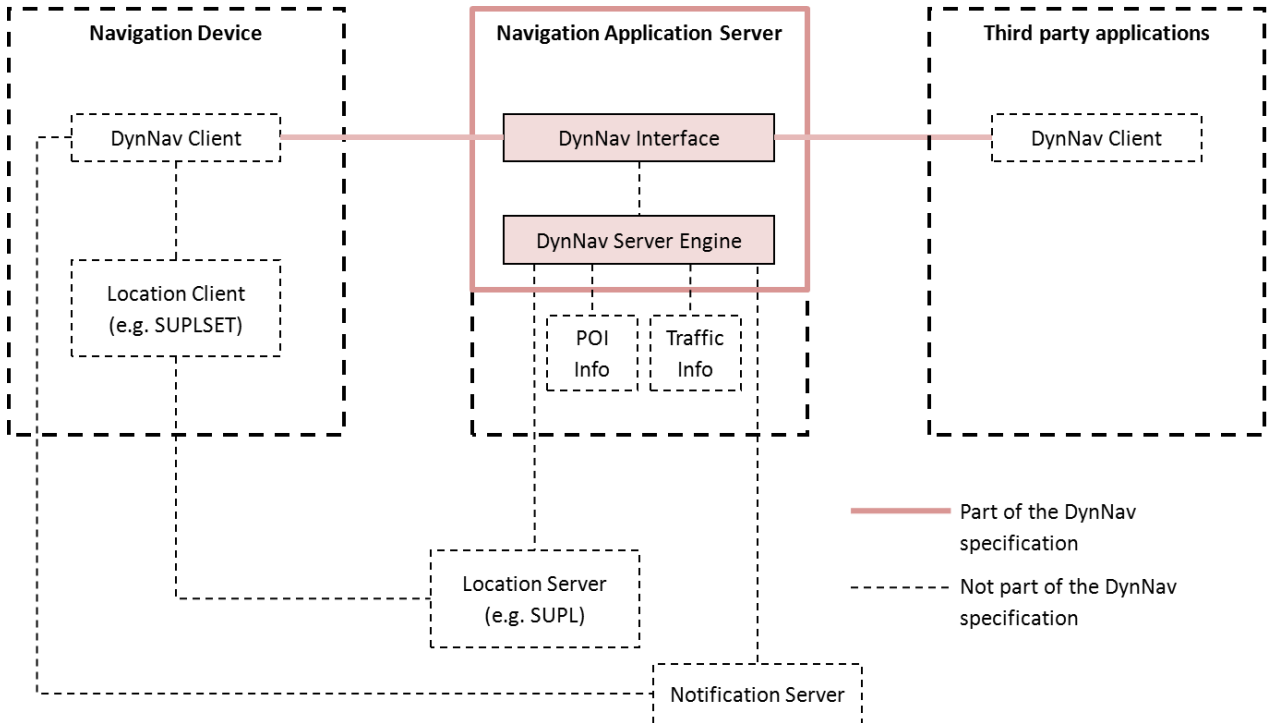 Navigation Device
Navigation Application Server
Third party applications
DynNav Client
DynNav Interface
DynNav Client
DynNav Server Engine
Location Client
(e.g. SUPLSET)
POI
Info
Traffic
Info
Part of the DynNav
specification
Location Server
(e.g. SUPL)
Not part of the DynNav
specification
Notification Server